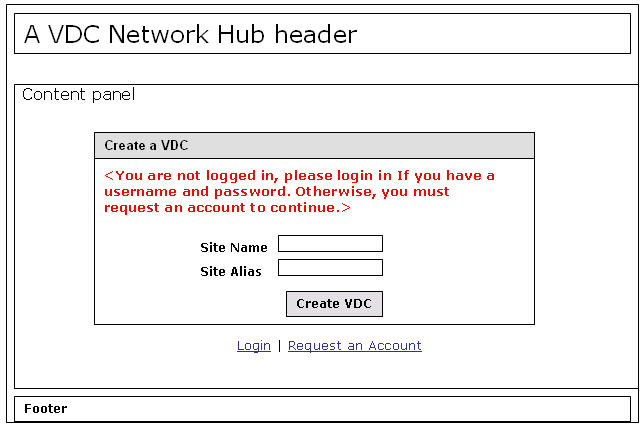 A VDC Network Hub header
Content panel
Create a VDC
<You are not logged in, please login in If you have a
username and password. Otherwise, you must
request an account to continue.>
Site Name
Site Alias
Create VDC
Login | Request an Account
Footer